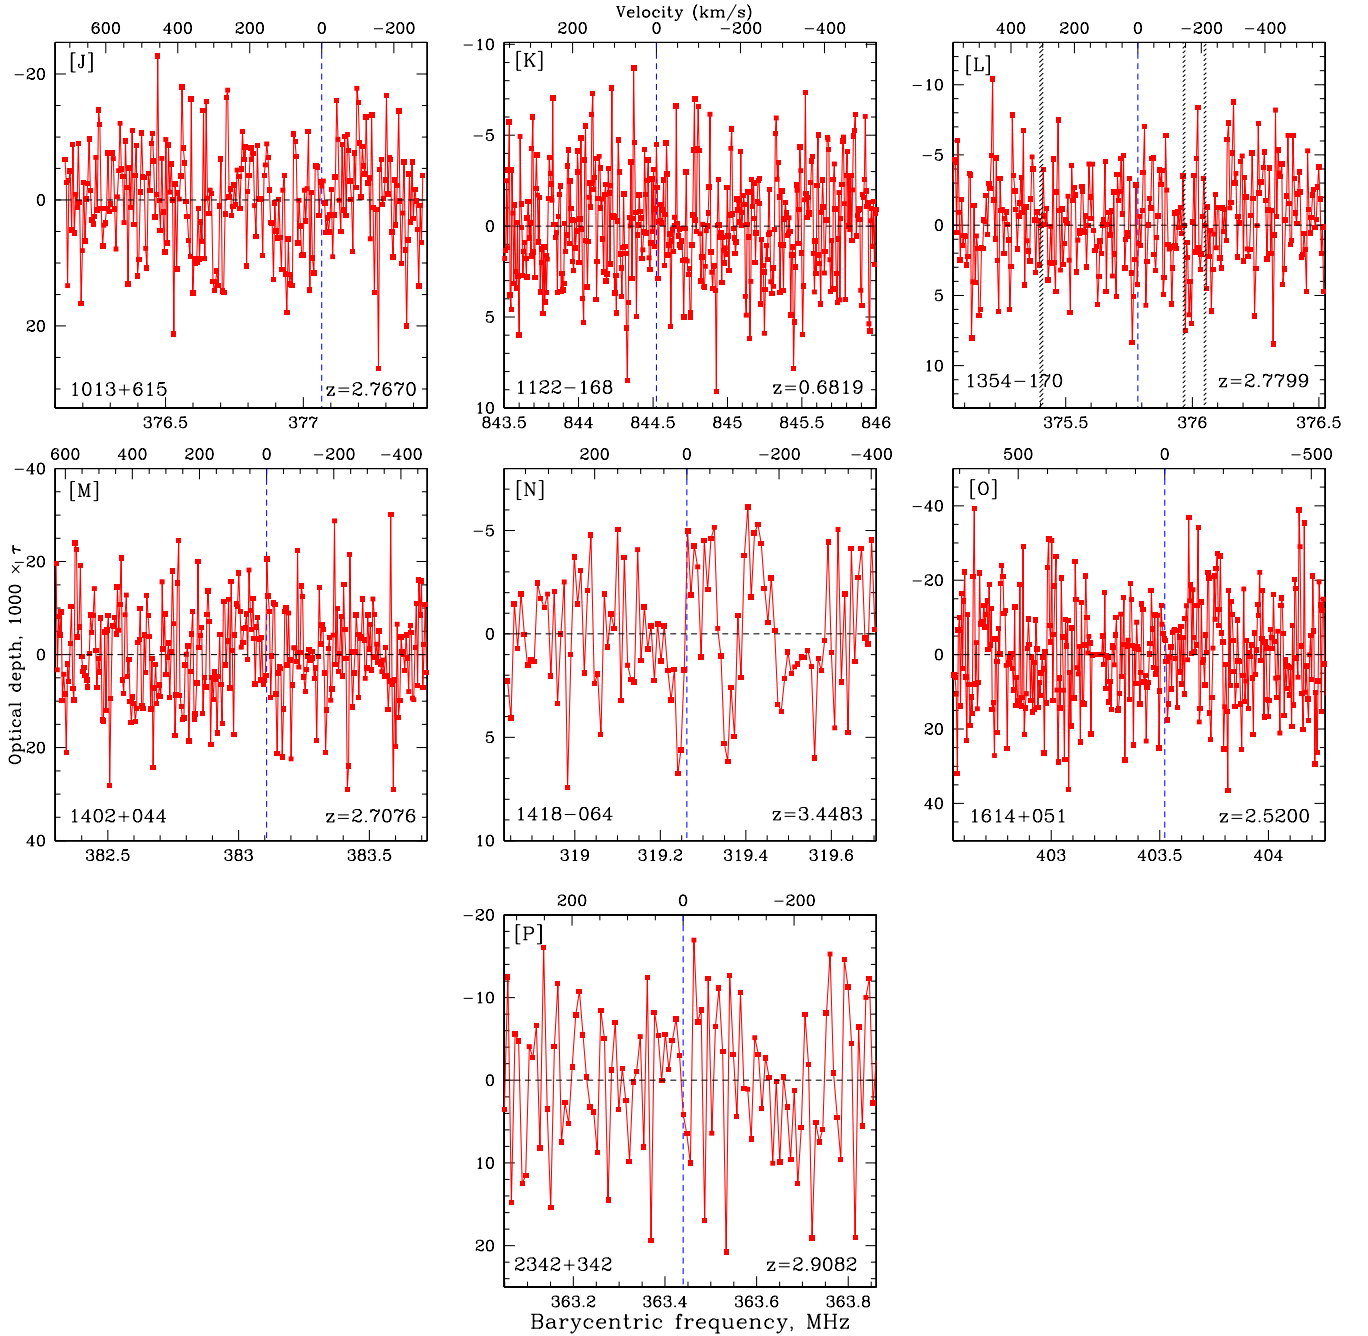 Velocity (km/s)
600 400 200 0 -200
200 0 -200 -400
400 200 0 -200 -400
[J] [K] [L]
-20
0
20
-10
-5
0
5
10
-10
-5
0
5
10
1013+615 z=2.7670
1122-168 z=0.6819
1354-170 z=2.7799
376.5 377
843.5 844 844.5 845 845.5 846
375.5 376 376.5
600 400 200 0 -200 -400
200 0 -200 -400
500 0 -500
[M] [N] [O]
Optical depth, 1000 × τ
-40
-20
0
20
40
-5
0
5
10
-40
-20
0
20
40
1402+044 z=2.7076
1418-064 z=3.4483
1614+051 z=2.5200
382.5 383 383.5
319 319.2 319.4 319.6
403 403.5 404
200 0 -200
[P]
-20
-10
0
10
20
2342+342 z=2.9082
363.2 363.4 363.6 363.8
Barycentric frequency, MHz